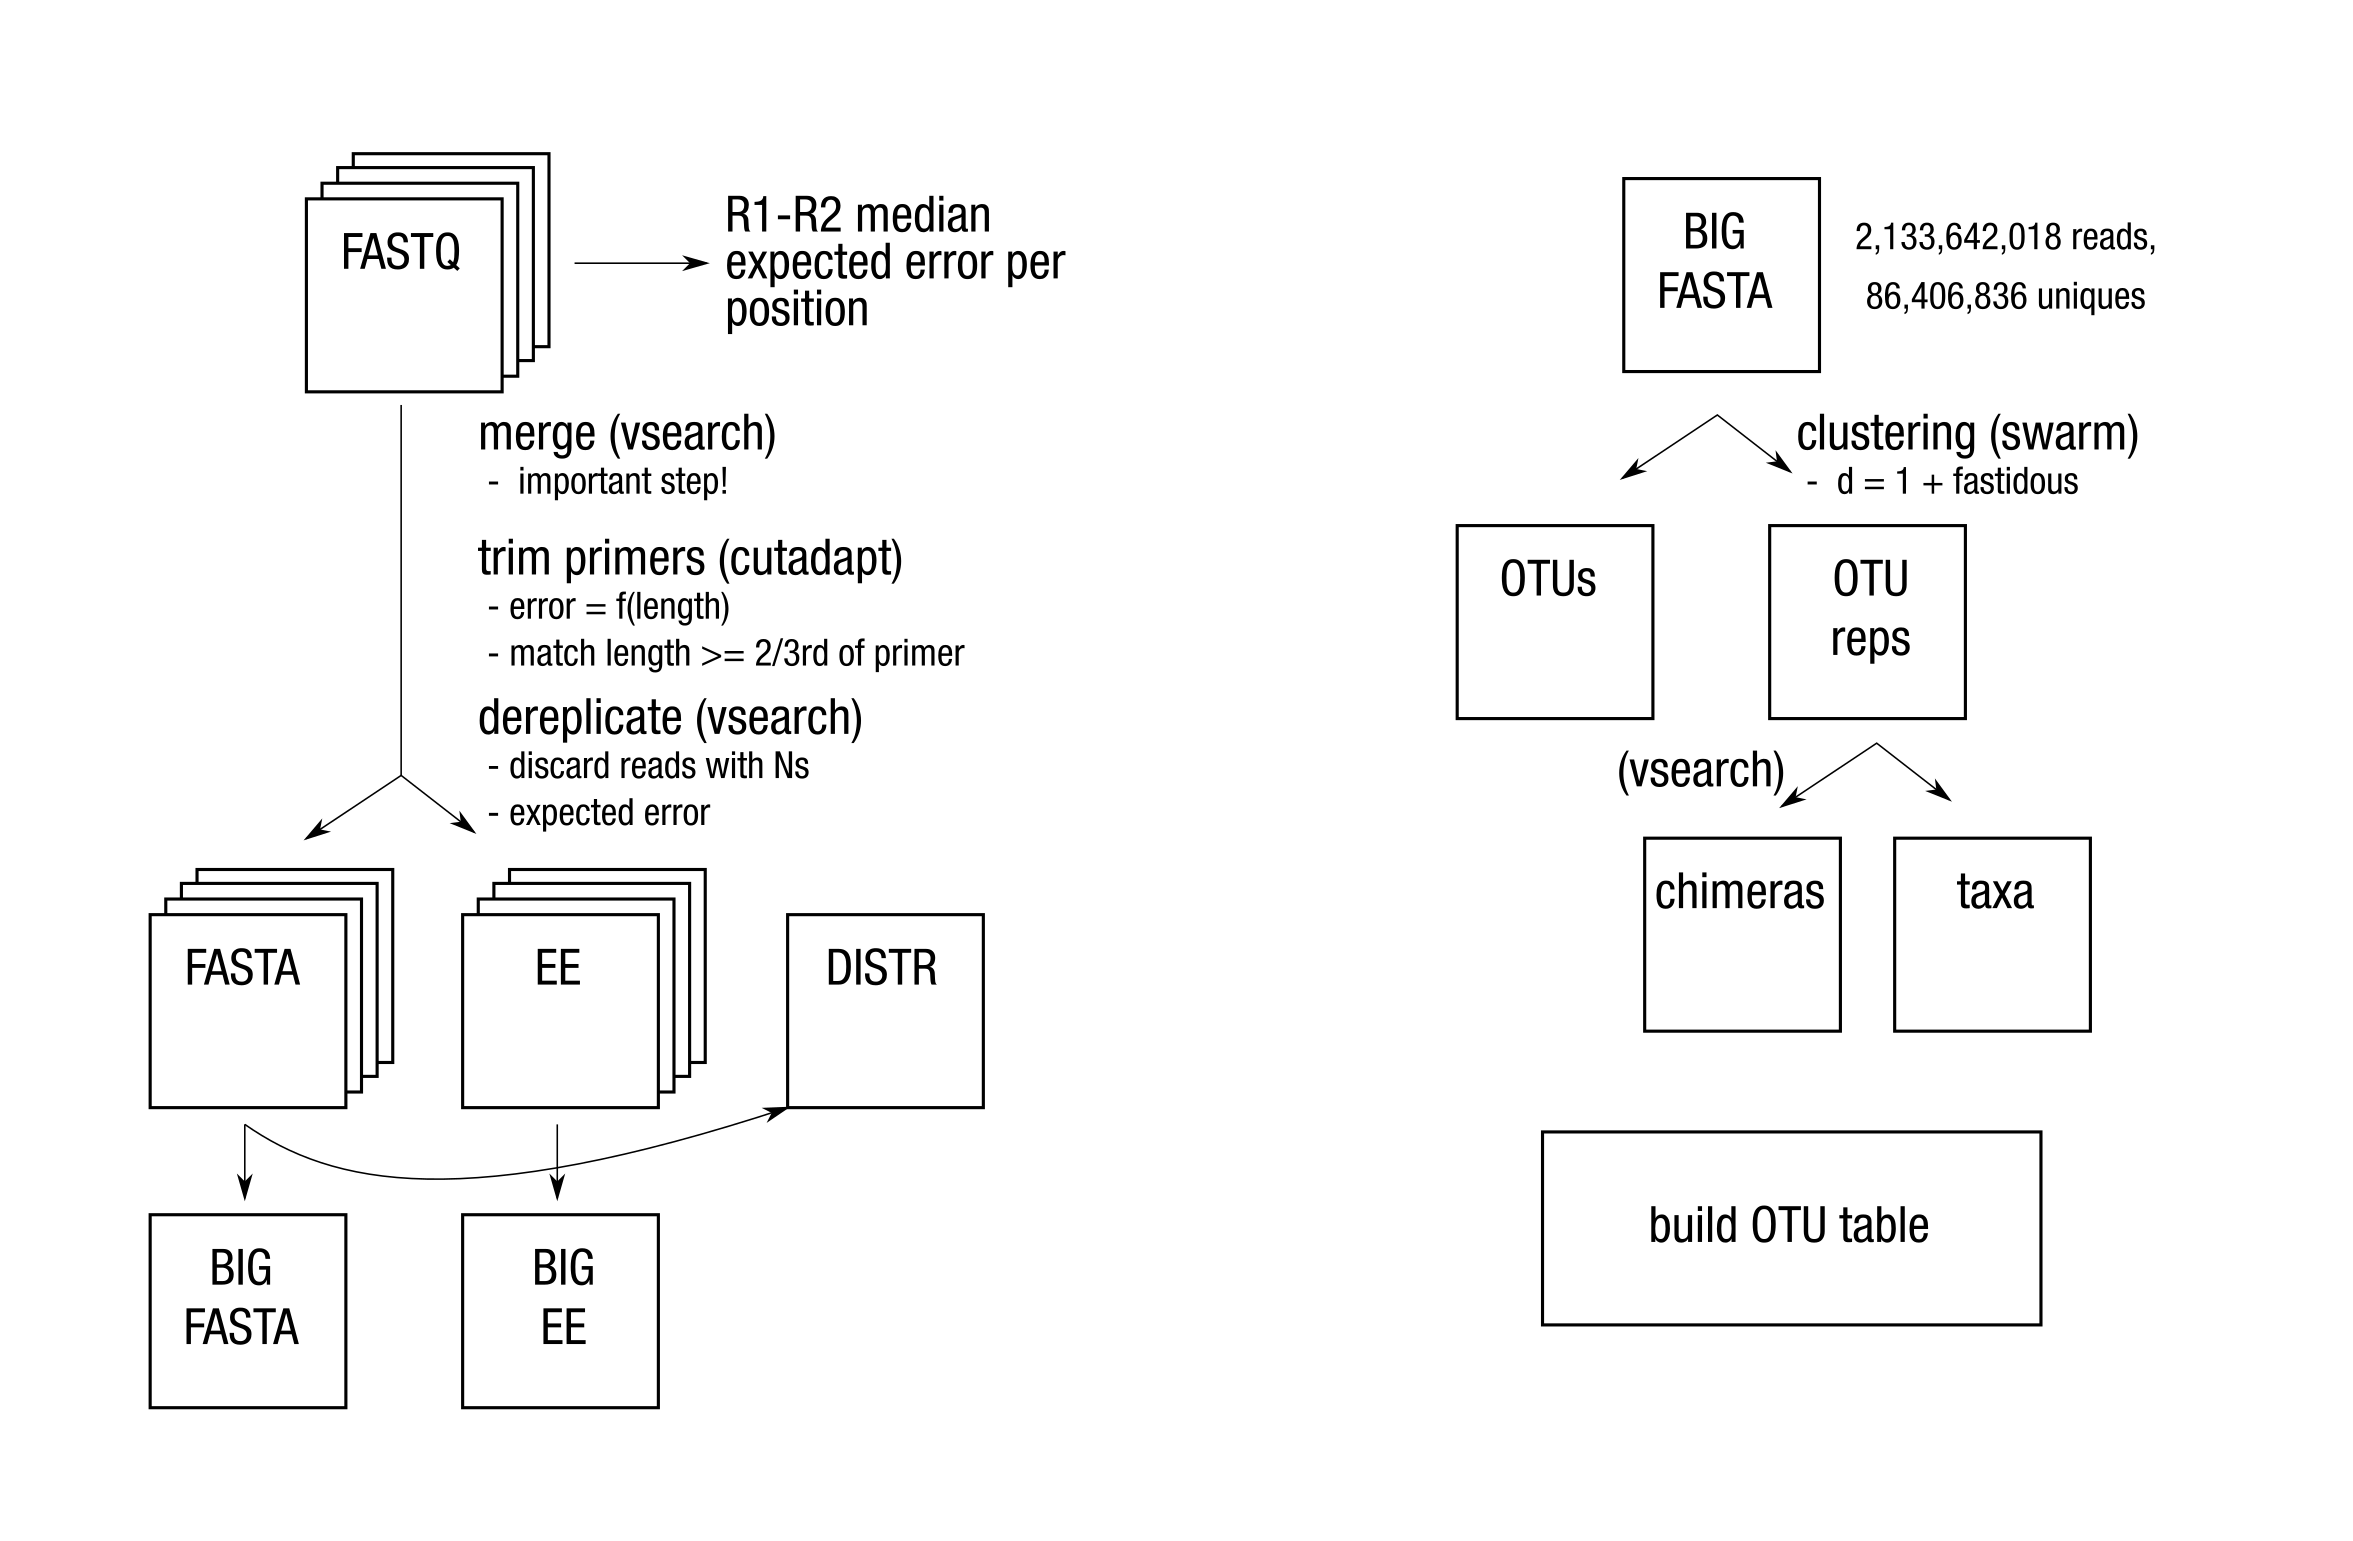 FASTQ
R1-R2 median
expected error per
position
merge (vsearch)
- important step!
trim primers (cutadapt)
- error = f(length)
- match length >= 2/3rd of primer
dereplicate (vsearch)
- discard reads with Ns
- expected error
FASTA
EE
DISTR
BIG
FASTA
BIG
EE
BIG
FASTA
2,133,642,018 reads,
86,406,836 uniques
clustering (swarm)
- d = 1 + fastidous
OTUs
OTU
reps
(vsearch)
chimeras
taxa
build OTU table